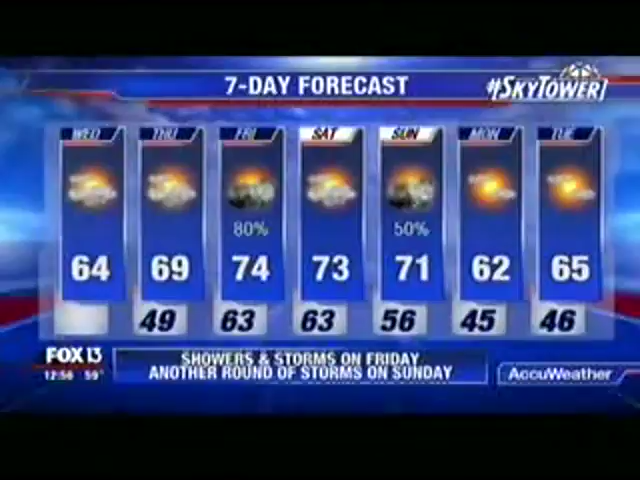 7-DAY FORECAST
#SKYTOWER1
WED THU FRI SAT SUN MON TUE
80% 50%
64 69 74 73 71 62 65
49 63 63 56 45 46
FOX 13
12:56 59°
SHOWERS & STORMS ON FRIDAY
ANOTHER ROUND OF STORMS ON SUNDAY
AccuWeather